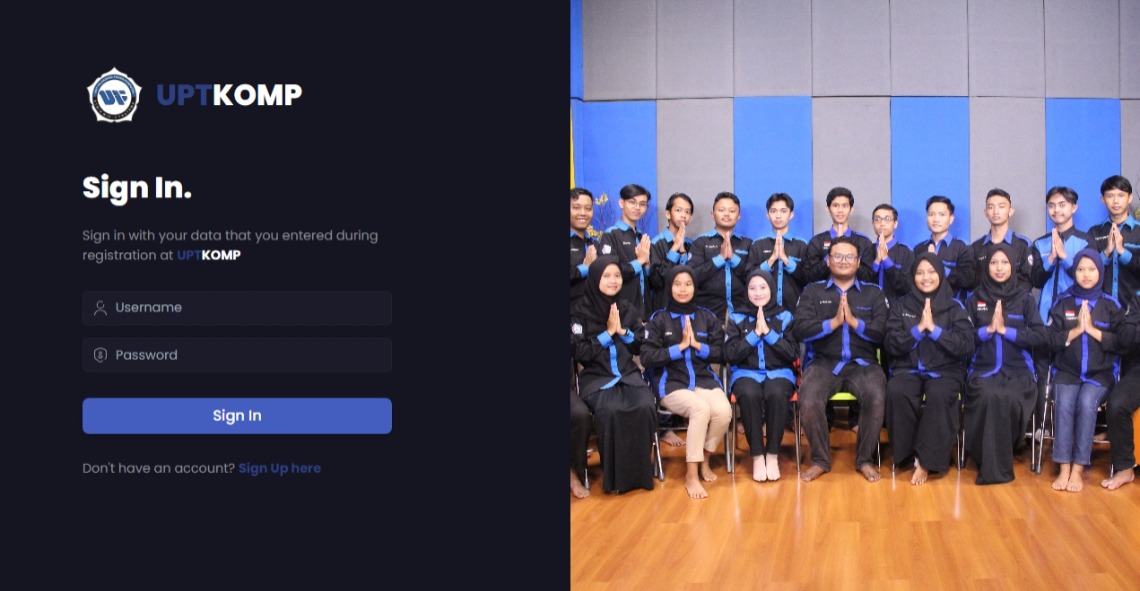 UPTKOMP
Sign In.
Sign in with your data that you entered during
registration at UPTKOMP
Username
Password
Sign In
Don't have an account? Sign Up here